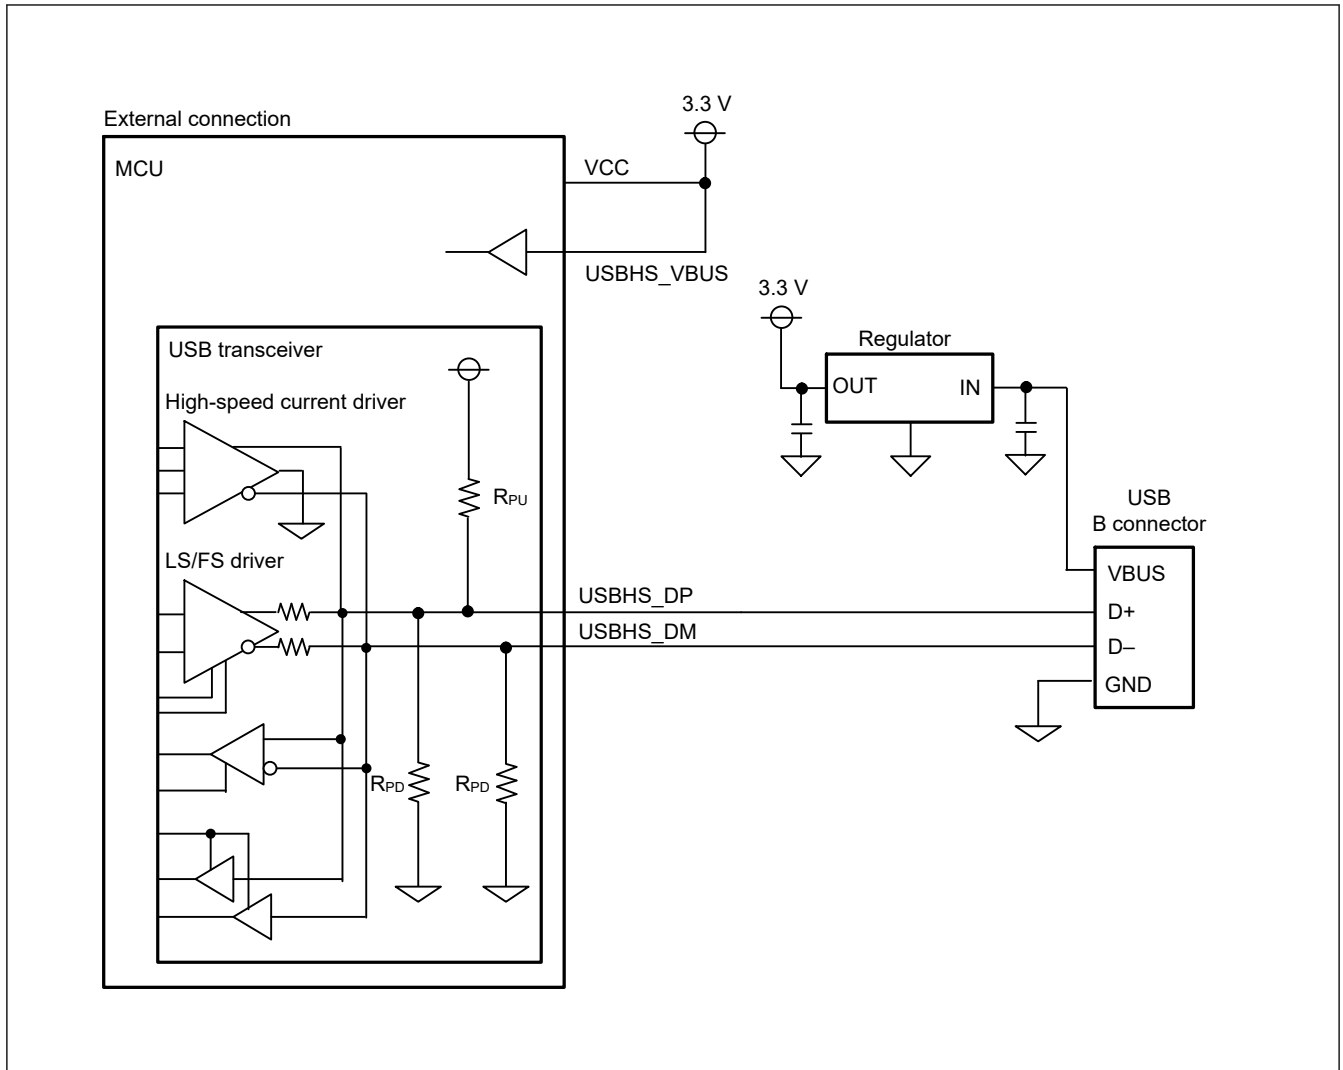 3.3 V
External connection
MCU
VCC
USBHS_VBUS
3.3 V
USB transceiver
Regulator
OUT
IN
High-speed current driver
RPU
USB
B connector
LS/FS driver
VBUS
USBHS_DP
D+
USBHS_DM
D–
GND
RPD
RPD